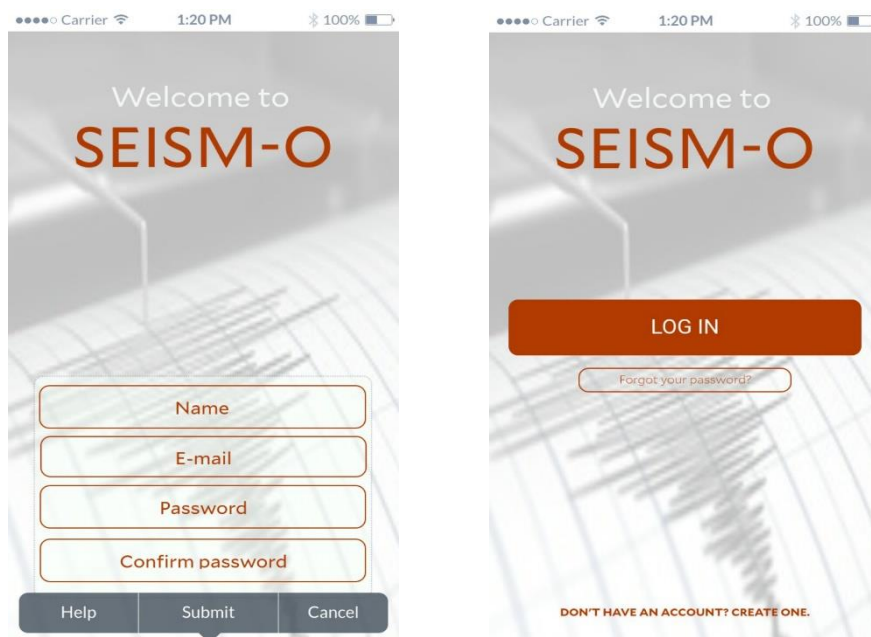 Carrier 1:20 PM 100%
Welcome to
SEISM-O
Name
E-mail
Password
Confirm password
Help Submit Cancel
Carrier 1:20 PM 100%
Welcome to
SEISM-O
LOG IN
Forgot your password?
DON'T HAVE AN ACCOUNT? CREATE ONE.